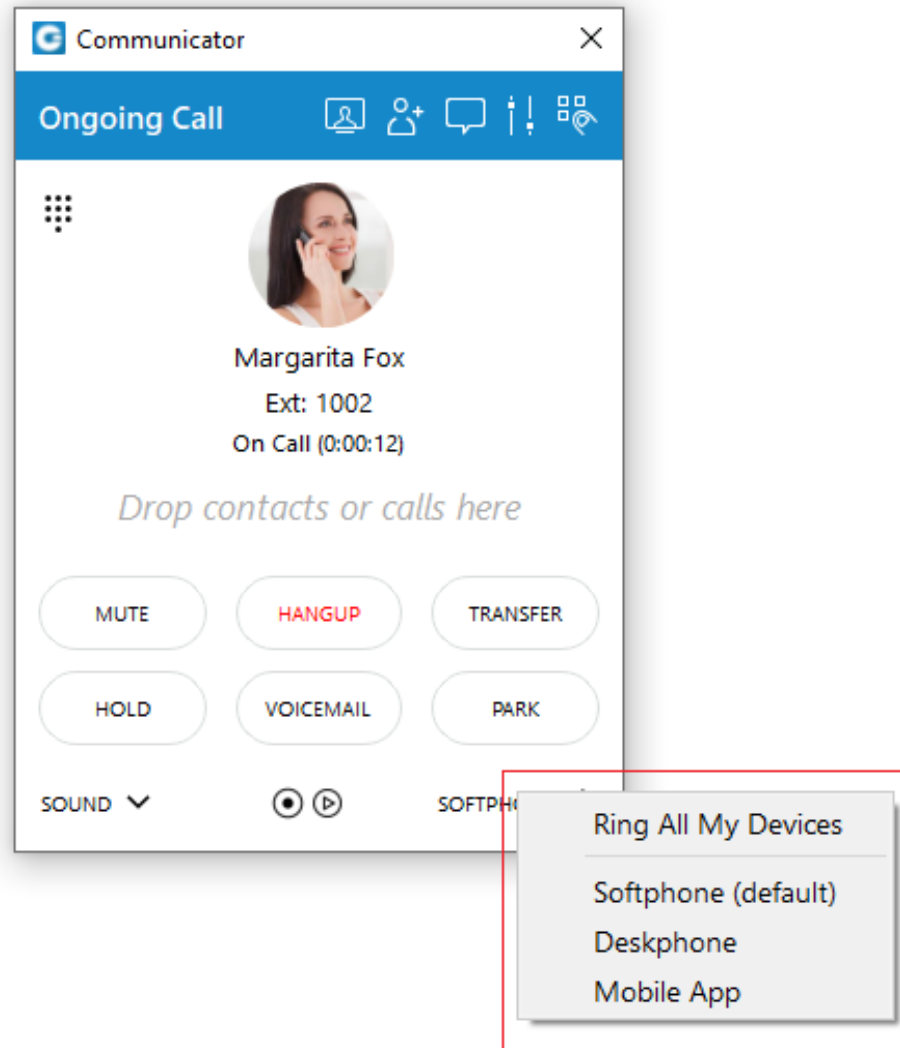 Communicator
Ongoing Call
Margarita Fox
Ext: 1002
On Call (0:00:12)
Drop contacts or calls here
MUTE HANGUP TRANSFER
HOLD VOICEMAIL PARK
SOUND
Ring All My Devices
Softphone (default)
Deskphone
Mobile App